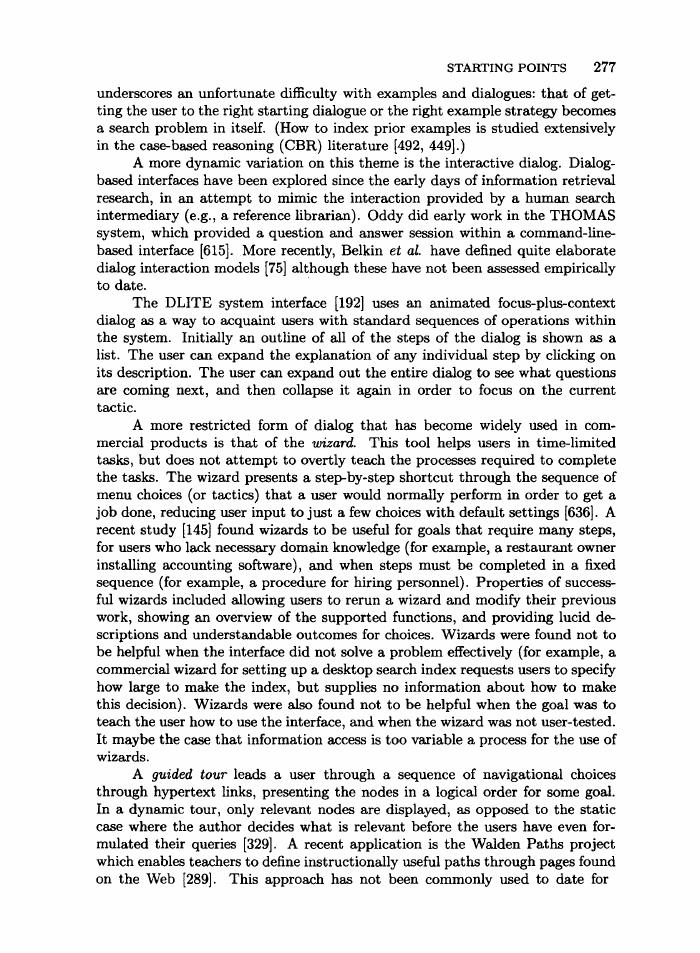 STARTING POINTS 277
underscores an unfortunate difficulty with examples and dialogues: that of get-
ting the user to the right starting dialogue or the right example strategy becomes
a search problem in itself. (How to index prior examples is studied extensively
in the case-based reasoning (CBR) literature [492, 449].)
A more dynamic variation on this theme is the interactive dialog. Dialog-
based interfaces have been explored since the early days of information retrieval
research, in an attempt to mimic the interaction provided by a human search
intermediary (e.g., a reference librarian). Oddy did early work in the THOMAS
system, which provided a question and answer session within a command-line-
based interface [615]. More recently, Belkin et al. have defined quite elaborate
dialog interaction models [75] although these have not been assessed empirically
to date.
The DLITE system interface [192] uses an animated focus-plus-context
dialog as a way to acquaint users with standard sequences of operations within
the system. Initially an outline of all of the steps of the dialog is shown as a
list. The user can expand the explanation of any individual step by clicking on
its description. The user can expand out the entire dialog to see what questions
are coming next, and then collapse it again in order to focus on the current
tactic.
A more restricted form of dialog that has become widely used in com-
mercial products is that of the wizard. This tool helps users in time-limited
tasks, but does not attempt to overtly teach the processes required to complete
the tasks. The wizard presents a step-by-step shortcut through the sequence of
menu choices (or tactics) that a user would normally perform in order to get a
job done, reducing user input to just a few choices with default settings [636]. A
recent study [145] found wizards to be useful for goals that require many steps,
for users who lack necessary domain knowledge (for example, a restaurant owner
installing accounting software), and when steps must be completed in a fixed
sequence (for example, a procedure for hiring personnel). Properties of success-
ful wizards included allowing users to rerun a wizard and modify their previous
work, showing an overview of the supported functions, and providing lucid de-
scriptions and understandable outcomes for choices. Wizards were found not to
be helpful when the interface did not solve a problem effectively (for example, a
commercial wizard for setting up a desktop search index requests users to specify
how large to make the index, but supplies no information about how to make
this decision). Wizards were also found not to be helpful when the goal was to
teach the user how to use the interface, and when the wizard was not user-tested.
It maybe the case that information access is too variable a process for the use of
wizards.
A guided tour leads a user through a sequence of navigational choices
through hypertext links, presenting the nodes in a logical order for some goal.
In a dynamic tour, only relevant nodes are displayed, as opposed to the static
case where the author decides what is relevant before the users have even for-
mulated their queries [329]. A recent application is the Walden Paths project
which enables teachers to define instructionally useful paths through pages found
on the Web [289]. This approach has not been commonly used to date for